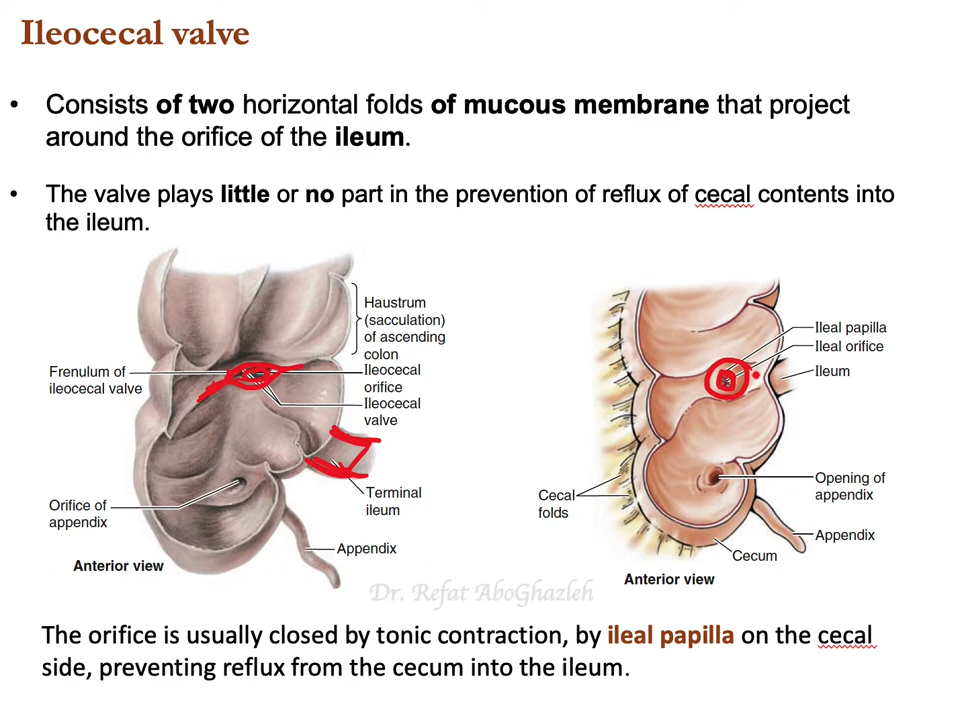 Ileocecal valve
• Consists of two horizontal folds of mucous membrane that project
around the orifice of the ileum.
• The valve plays little or no part in the prevention of reflux of cecal contents into
the ileum.
Haustrum
(sacculation)
of ascending
colon
Ileocecal
orifice
Ileocecal
valve
Frenulum of
ileocecal valve
Terminal
ileum
Orifice of
appendix
Appendix
Anterior view
Ileal papilla
Ileal orifice
Ileum
Cecal
folds
Opening of
appendix
Appendix
Cecum
Anterior view
Dr. Refat AboGhazleh
The orifice is usually closed by tonic contraction, by ileal papilla on the cecal
side, preventing reflux from the cecum into the ileum.